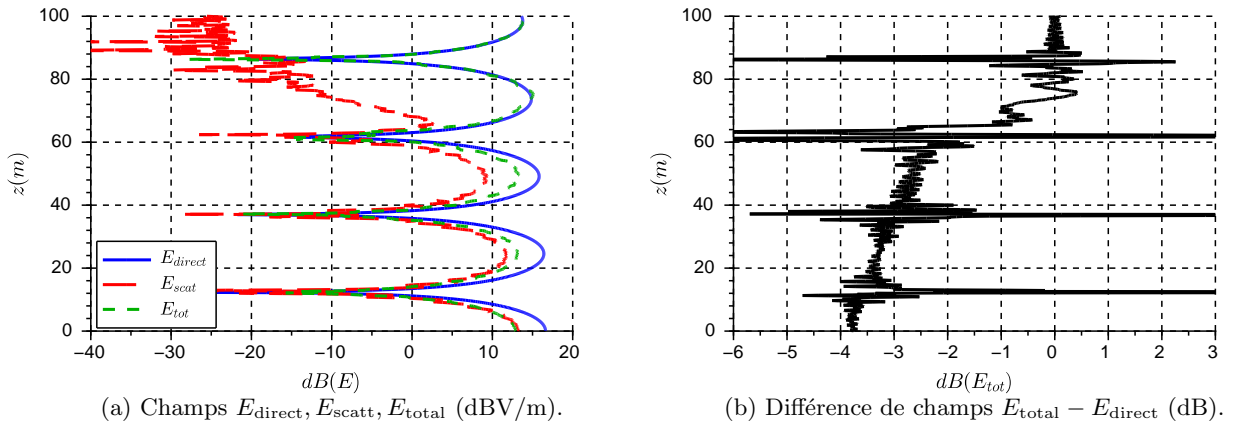 100
80
60
40
20
0
z(m)
E_direct
E_scat
E_tot
−40 −30 −20 −10 0 10 20
dB(E)
(a) Champs E_direct, E_scatt, E_total (dBV/m).
100
80
60
40
20
0
z(m)
−6 −5 −4 −3 −2 −1 0 1 2 3
dB(E_tot)
(b) Différence de champs E_total − E_direct (dB).